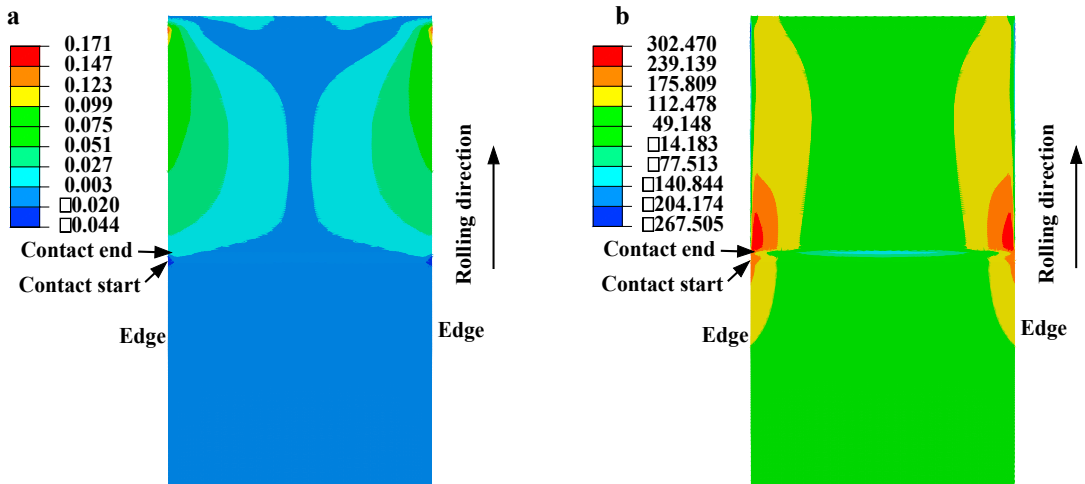 a
0.171
0.147
0.123
0.099
0.075
0.051
0.027
0.003
□0.020
□0.044
Contact end
Contact start
Edge
Edge
Rolling direction
b
302.470
239.139
175.809
112.478
49.148
□14.183
□77.513
□140.844
□204.174
□267.505
Contact end
Contact start
Edge
Edge
Rolling direction